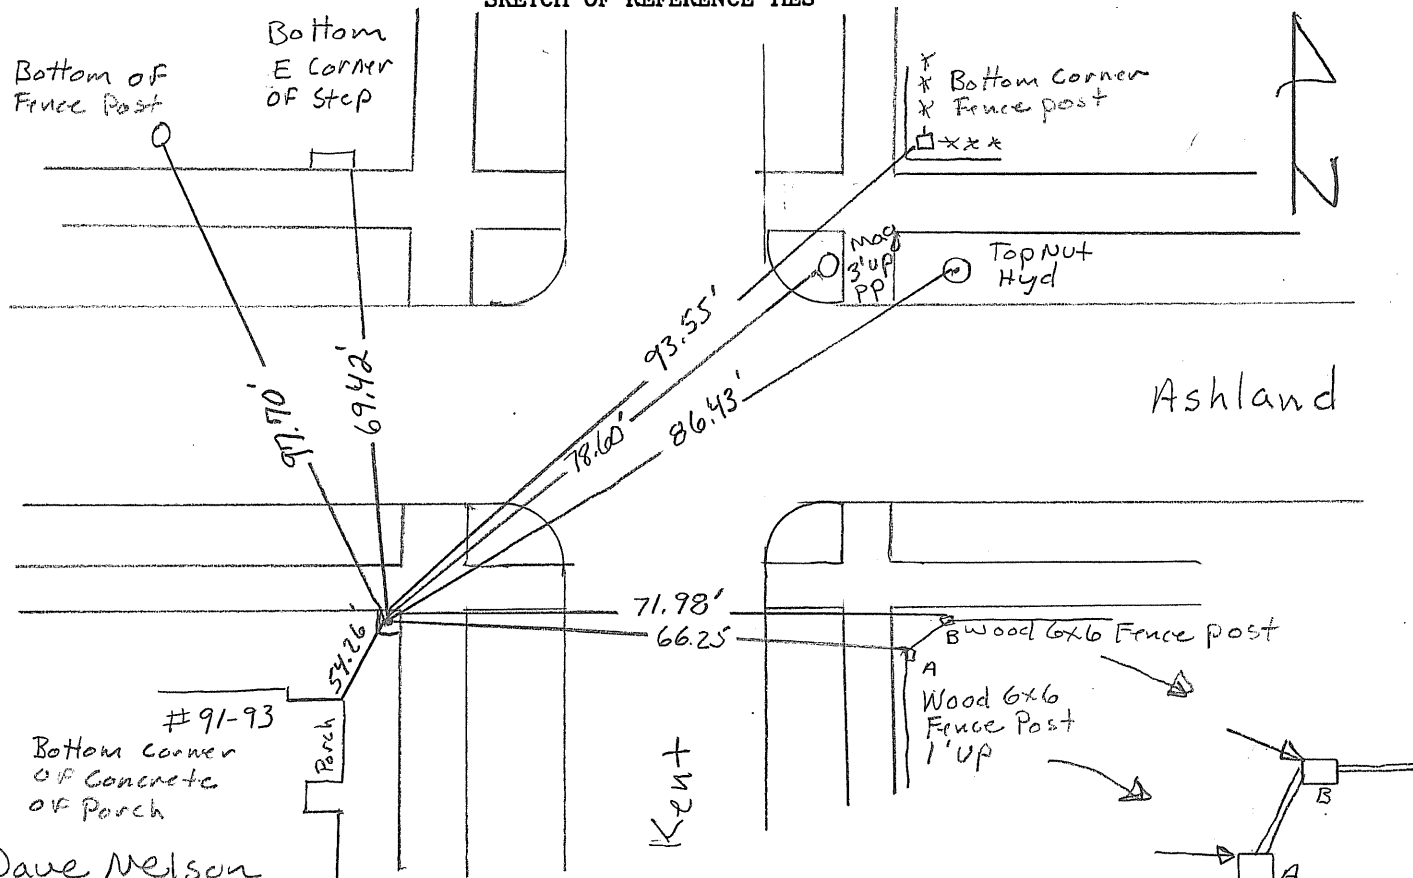 SKETCH OF REFERENCE TIES
Bottom of
Fence Post
Bottom
E Corner
OF Step
Bottom Corner
Fence post
Mag
3'up
PP
Top Nut
Hyd
93.55'
78.60'
86.43'
97.70'
69.42'
Ashland
71.98'
66.25
54.26'
B Wood 6x6 Fence post
A
Wood 6x6
Fence Post
1'up
#91-93
Porch
Bottom corner
OF Concrete
OF Porch
Kent
B
A
Dave Nelson